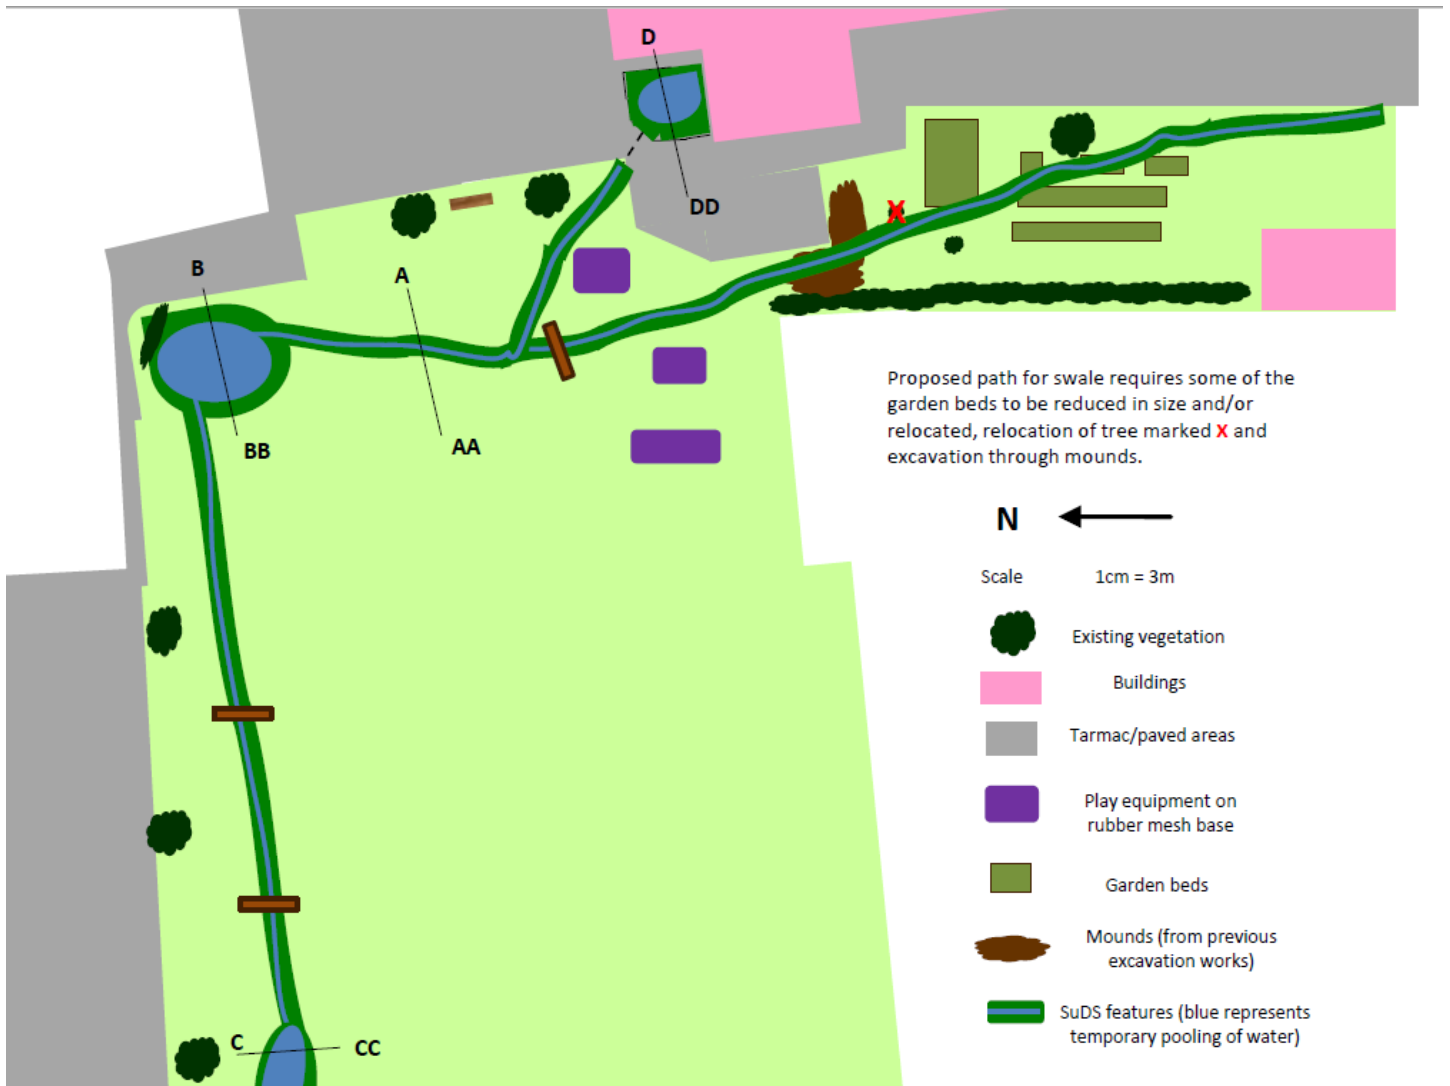 D
DD
B
A
BB
AA
X
Proposed path for swale requires some of the
garden beds to be reduced in size and/or
relocated, relocation of tree marked X and
excavation through mounds.
N
Scale 1cm = 3m
Existing vegetation
Buildings
Tarmac/paved areas
Play equipment on
rubber mesh base
Garden beds
Mounds (from previous
excavation works)
SuDS features (blue represents
temporary pooling of water)
C
CC